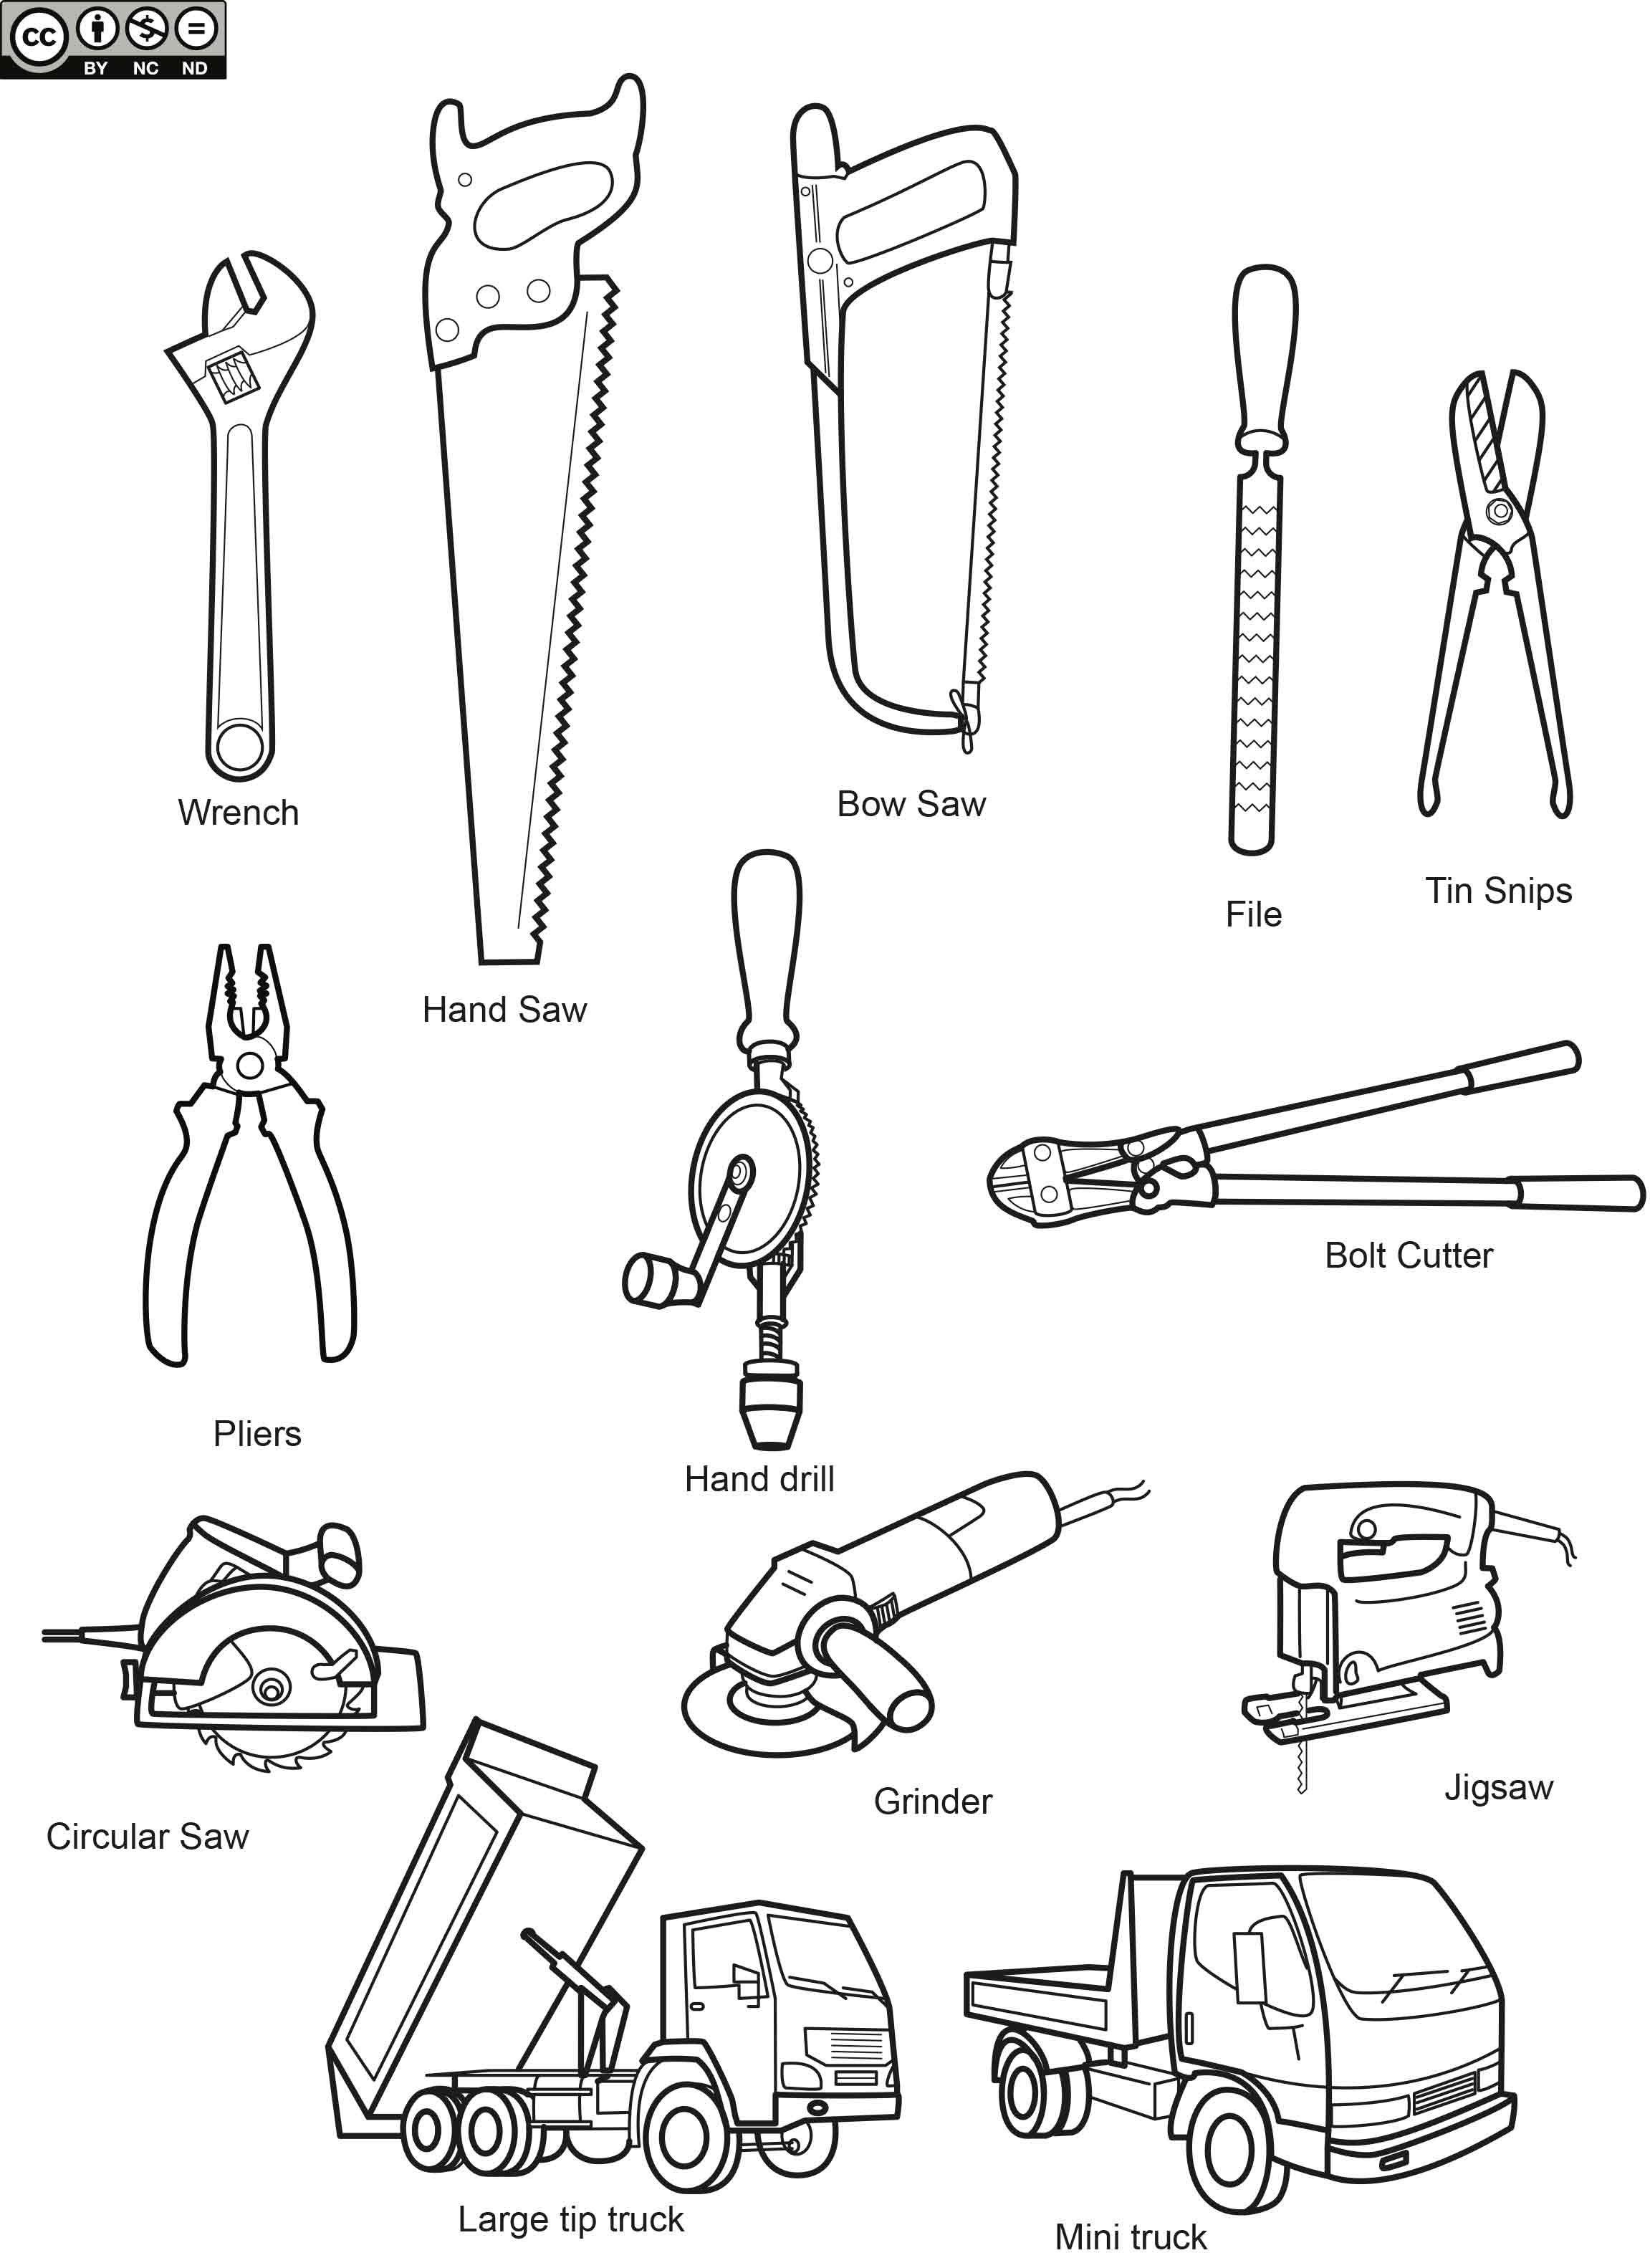 CC
BY NC ND
Wrench
Hand Saw
Bow Saw
File
Tin Snips
Pliers
Hand drill
Bolt Cutter
Circular Saw
Grinder
Jigsaw
Large tip truck
Mini truck